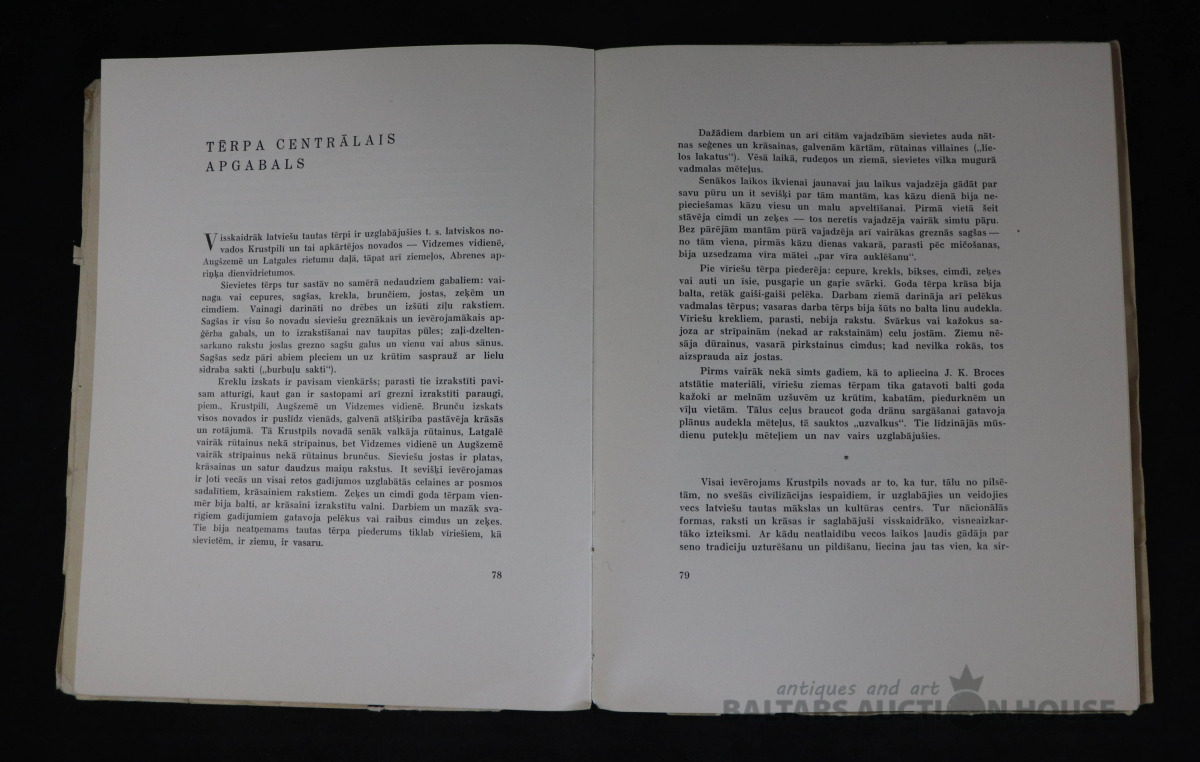 TĒRPA CENTRĀLAIS
APGABALS
Visskaidrāk latviešu tautas tērpi ir uzglabājušies t. s. latviskos no-
vados Krustpilī un tai apkārtējos novados — Vidzemes vidienē,
Augšzemē un Latgales rietumu daļā, tāpat arī ziemeļos, Abrenes ap-
riņķa dienvidrietumos.
Sievietes tērps tur sastāv no samērā nedaudziem gabaliem: vai-
naga vai cepures, sagšas, krekla, brunčiem, jostas, zeķēm un
cimdiem. Vainagi darināti no drēbes un izšūti zīļu rakstiem.
Sagšas ir visu šo novadu sieviešu greznākais un ievērojamākais ap-
ģērba gabals, un to izrakstīšanai nav taupītas pūles; zaļi-dzelten-
sarkano rakstu joslas grezno sagšu galus un vienu vai abus sānus.
Sagšas sedz pāri abiem pleciem un uz krūtīm sasprauž ar lielu
sidraba sakti („burbuļu sakti“).
Kreklu izskats ir pavisam vienkāršs; parasti tie izrakstīti pavi-
sam atturīgi, kaut gan ir sastopami arī grezni izrakstīti paraugi,
piem., Krustpilī, Augšzemē un Vidzemes vidienē. Brunču izskats
visos novados ir puslīdz vienāds, galvenā atšķirība pastāvēja krāsās
un rotājumā. Tā Krustpils novadā senāk valkāja rūtainus, Latgalē
vairāk rūtainus nekā strīpainus, bet Vidzemes vidienē un Augšzemē
vairāk strīpainus nekā rūtainus brunčus. Sieviešu jostas ir platas,
krāsainas un satur daudzus maiņu rakstus. It sevišķi ievērojamas
ir ļoti vecās un visai retos gadījumos uzglabātās celaines ar posmos
sadalītiem, krāsainiem rakstiem. Zeķes un cimdi goda tērpam vien-
mēr bija balti, ar krāsaini izrakstītu valni. Darbiem un mazāk sva-
rīgiem gadījumiem gatavoja pelēkus vai raibus cimdus un zeķes.
Tie bija neatņemams tautas tērpa piederums tiklab vīriešiem, kā
sievietēm, ir ziemu, ir vasaru.
78
Dažādiem darbiem un arī citām vajadzībām sievietes auda nāt-
nas seģenes un krāsainas, galvenām kārtām, rūtainas villaines („lie-
los lakatus“). Vēsā laikā, rudeņos un ziemā, sievietes vilka mugurā
vadmalas mēteļus.
Senākos laikos ikvienai jaunavai jau laikus vajadzēja gādāt par
savu pūru un it sevišķi par tām mantām, kas kāzu dienā bija ne-
pieciešamas kāzu viesu un malu apveltīšanai. Pirmā vietā šeit
stāvēja cimdi un zeķes — tos neretis vajadzēja vairāk simtu pāŗu.
Bez pārējām mantām pūrā vajadzēja arī vairākas greznās sagšas —
no tām viena, pirmās kāzu dienas vakarā, parasti pēc mičošanas,
bija uzsedzama vīra mātei „par vīra auklēšanu“.
Pie vīriešu tērpa piederēja: cepure, krekls, bikses, cimdi, zeķes
vai auti un īsie, pusgaŗie un gaŗie svārki. Goda tērpa krāsa bija
balta, retāk gaiši-gaiši pelēka. Darbam ziemā darināja arī pelēkus
vadmalas tērpus; vasaras darba tērps bija šūts no balta linu audekla.
Vīriešu krekliem, parasti, nebija rakstu. Svārkus vai kažokus sa-
joza ar strīpainām (nekad ar rakstainām) celu jostām. Ziemu nē-
sāja dūrainus, vasarā pirkstainus cimdus; kad nevilka rokās, tos
aizsprauda aiz jostas.
Pirms vairāk nekā simts gadiem, kā to apliecina J. K. Broces
atstātie materiāli, vīriešu ziemas tērpam tika gatavoti balti goda
kažoki ar melnām uzšuvēm uz krūtīm, kabatām, piedurknēm un
vīļu vietām. Tālus ceļus braucot goda drānu sargāšanai gatavoja
plānus audekla mēteļus, tā sauktos „uzvalkus“. Tie līdzinājās mūs-
dienu putekļu mēteļiem un nav vairs uzglabājušies.
*
Visai ievērojams Krustpils novads ar to, ka tur, tālu no pilsē-
tām, no svešās civilizācijas iespaidiem, ir uzglabājies un veidojies
vecs latviešu tautas mākslas un kultūras centrs. Tur nācionālās
formas, raksti un krāsas ir saglabājuši visskaidrāko, visneaizkar-
tāko izteiksmi. Ar kādu neatlaidību vecos laikos ļaudis gādāja par
seno tradiciju uzturēšanu un pildīšanu, liecina jau tas vien, ka sir-
79
antiques and art
BALTARS AUCTION HOUSE